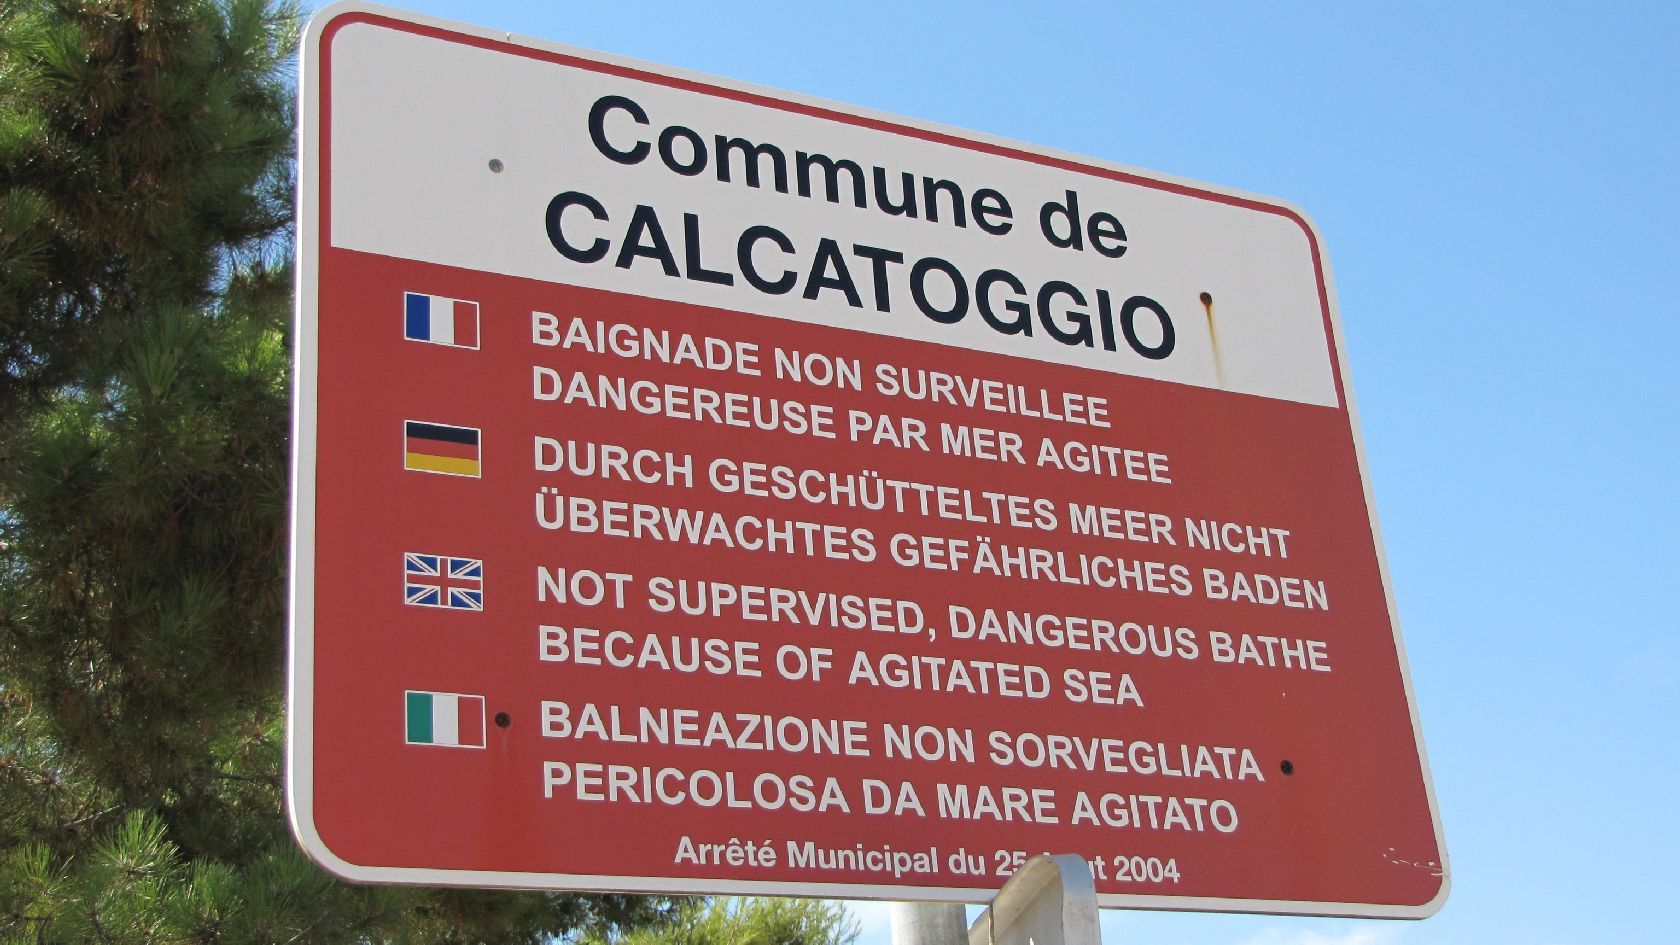 Commune de
CALCATOGGIO
BAIGNADE NON SURVEILLEE
DANGEREUSE PAR MER AGITEE
DURCH GESCHÜTTELTES MEER NICHT
ÜBERWACHTES GEFÄHRLICHES BADEN
NOT SUPERVISED, DANGEROUS BATHE
BECAUSE OF AGITATED SEA
BALNEAZIONE NON SORVEGLIATA
PERICOLOSA DA MARE AGITATO
Arrêté Municipal du 25 2004